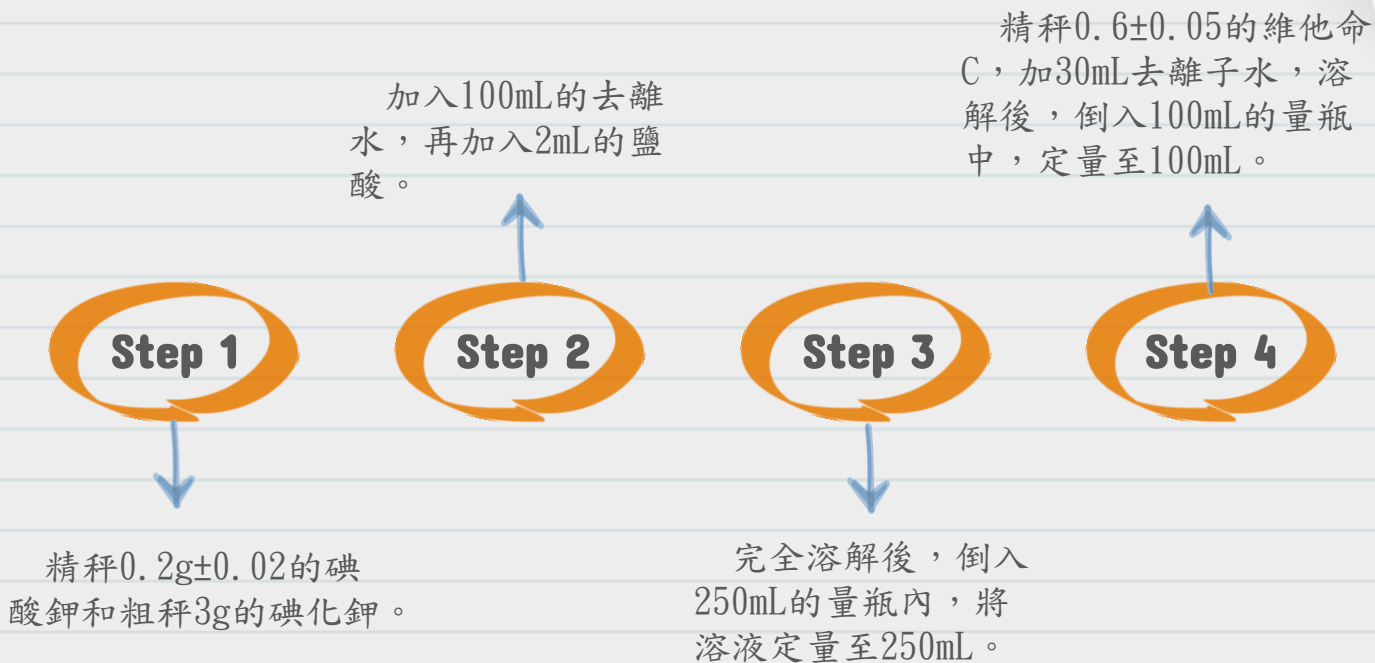 Step 1
精秤0.2g±0.02的碘
酸鉀和粗秤3g的碘化鉀。
Step 2
加入100mL的去離
水，再加入2mL的鹽
酸。
Step 3
完全溶解後，倒入
250mL的量瓶內，將
溶液定量至250mL。
Step 4
精秤0.6±0.05的維他命
C，加30mL去離子水，溶
解後，倒入100mL的量瓶
中，定量至100mL。